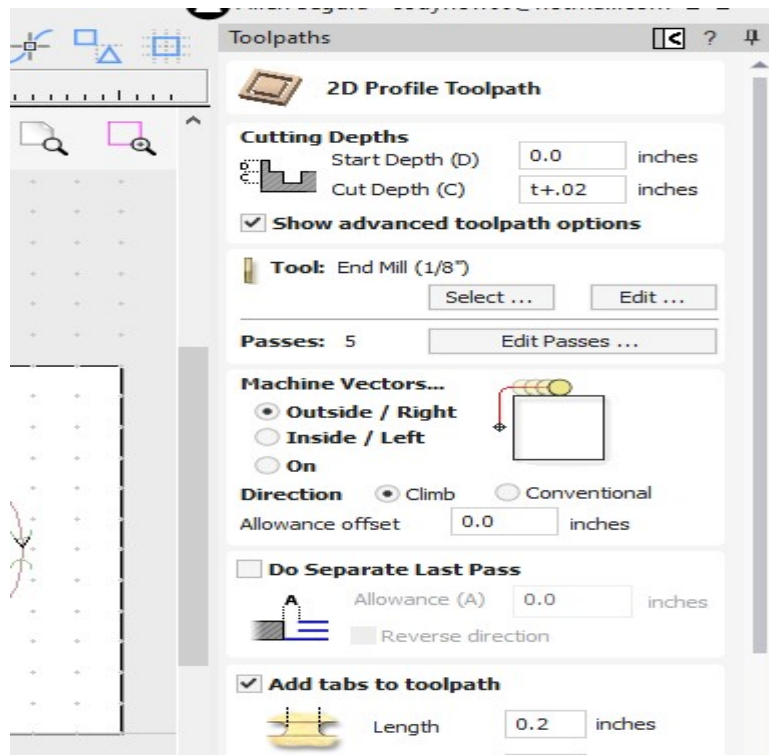 Toolpaths ?
2D Profile Toolpath
Cutting Depths
Start Depth (D) 0.0 inches
Cut Depth (C) t+.02 inches
Show advanced toolpath options
Tool: End Mill (1/8")
Select ... Edit ...
Passes: 5 Edit Passes ...
Machine Vectors...
Outside / Right
Inside / Left
On
Direction Climb Conventional
Allowance offset 0.0 inches
Do Separate Last Pass
A Allowance (A) 0.0 inches
Reverse direction
Add tabs to toolpath
Length 0.2 inches